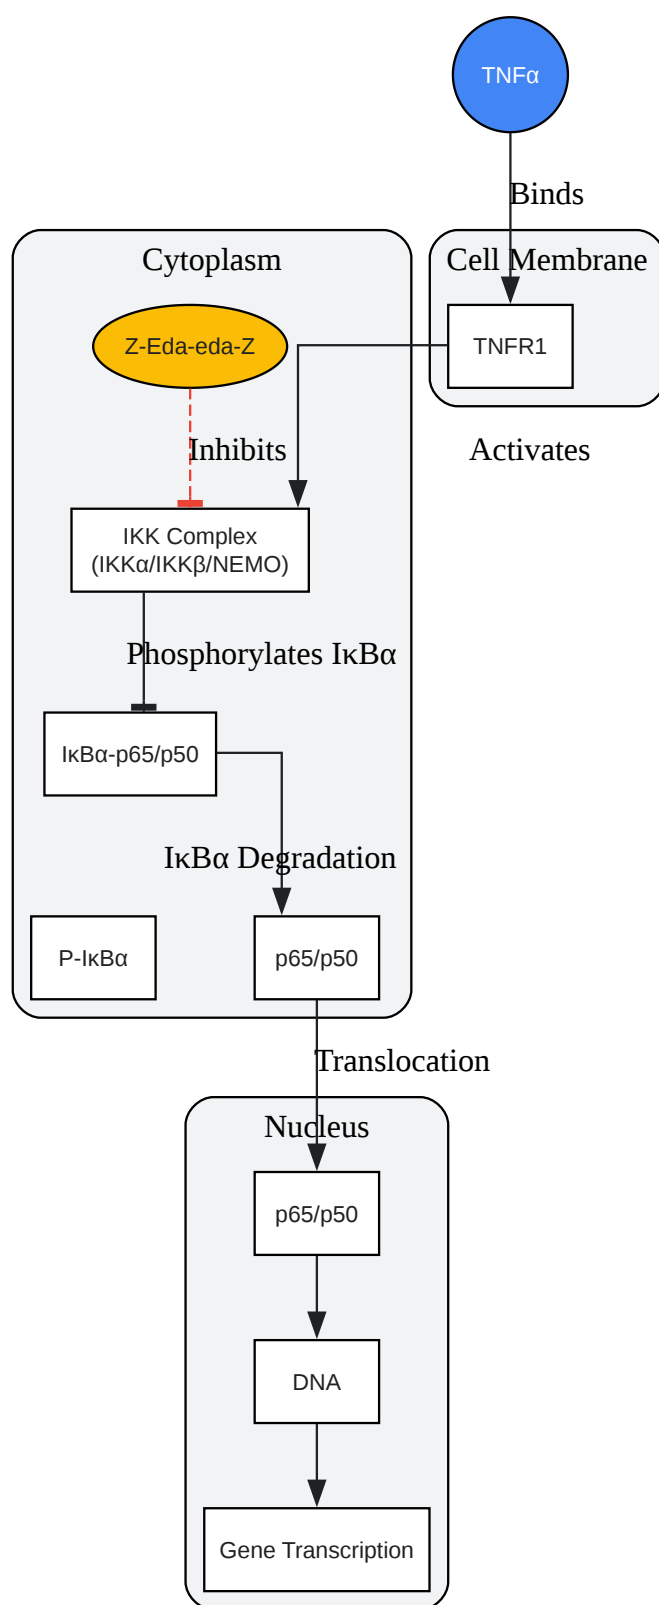 TNFα
Binds
Cytoplasm
Cell Membrane
Z-Eda-eda-Z
TNFR1
Inhibits
Activates
IKK Complex
(IKKα/IKKβ/NEMO)
Phosphorylates IκBα
IκBα-p65/p50
IκBα Degradation
P-IκBα
p65/p50
Translocation
Nucleus
p65/p50
DNA
Gene Transcription